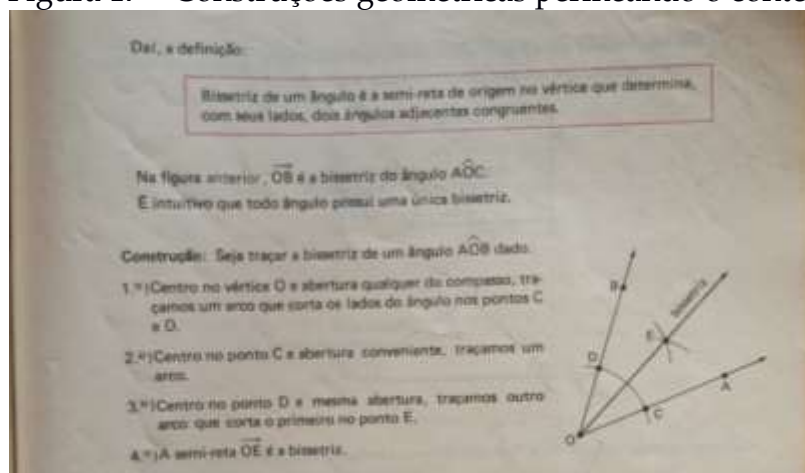 Figura 1. Construções geométricas
Daí, a definição:
Bissetriz de um ângulo é a semi-reta de origem no vértice que determina,
com seus lados, dois ângulos adjacentes congruentes.
Na figura anterior, OB é a bissetriz do ângulo AÔC.
É intuitivo que todo ângulo possui uma única bissetriz.
Construção: Seja traçar a bissetriz de um ângulo AÔB dado.
1.º) Centro no vértice O e abertura qualquer do compasso, tra-
çamos um arco que corta os lados do ângulo nos pontos C
e D.
2.º) Centro no ponto C e abertura conveniente, traçamos um
arco.
3.º) Centro no ponto D e mesma abertura, traçamos outro
arco que corta o primeiro no ponto E.
4.º) A semi-reta OE é a bissetriz.
B
bissetriz
E
D
A
C
O